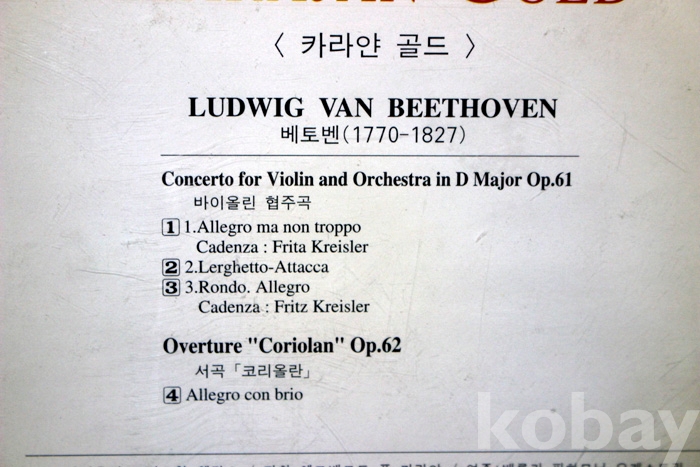 〈 카라얀 골드 〉
LUDWIG VAN BEETHOVEN
베토벤(1770-1827)
Concerto for Violin and Orchestra in D Major Op.61
바이올린 협주곡
1 1.Allegro ma non troppo
Cadenza : Frita Kreisler
2 2.Lerghetto-Attacca
3 3.Rondo. Allegro
Cadenza : Fritz Kreisler
Overture "Coriolan" Op.62
서곡「코리올란」
4 Allegro con brio
kobay